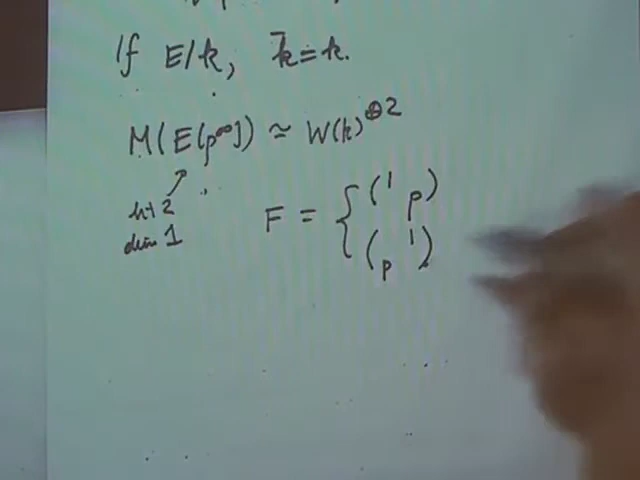 If E/k, k̄=k.
M(E[p^∞]) ≃ W(k)^⊕2
ht 2
dim 1
F = { (1 p)
(p 1)